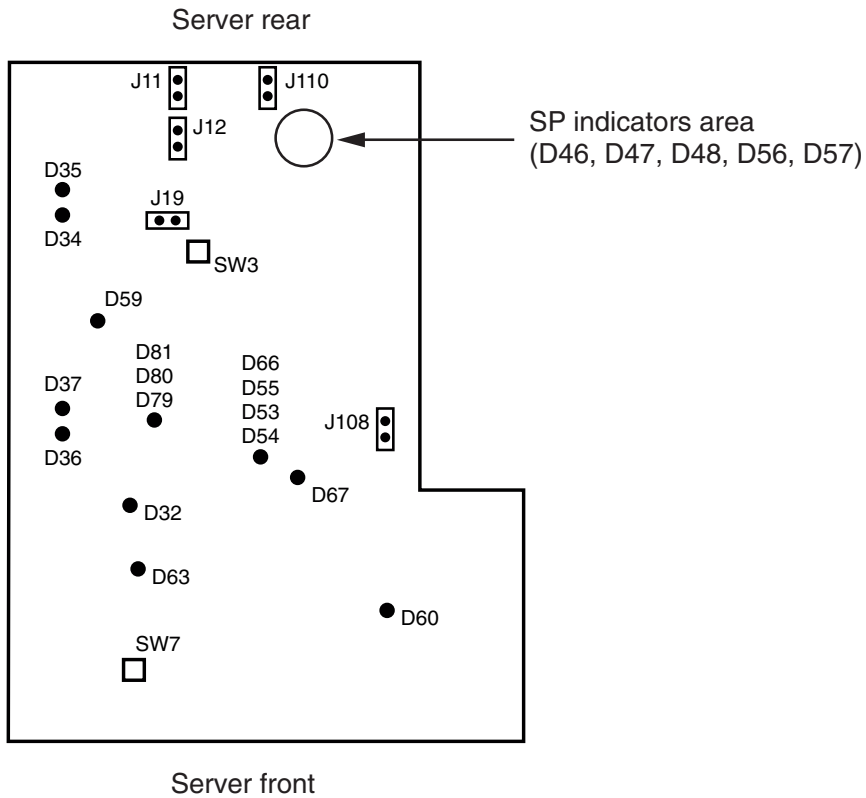 Server rear
J11
J110
J12
SP indicators area
(D46, D47, D48, D56, D57)
D35
J19
D34
SW3
D59
D81
D80
D79
D66
D55
D53
D54
D37
J108
D36
D67
D32
D63
D60
SW7
Server front